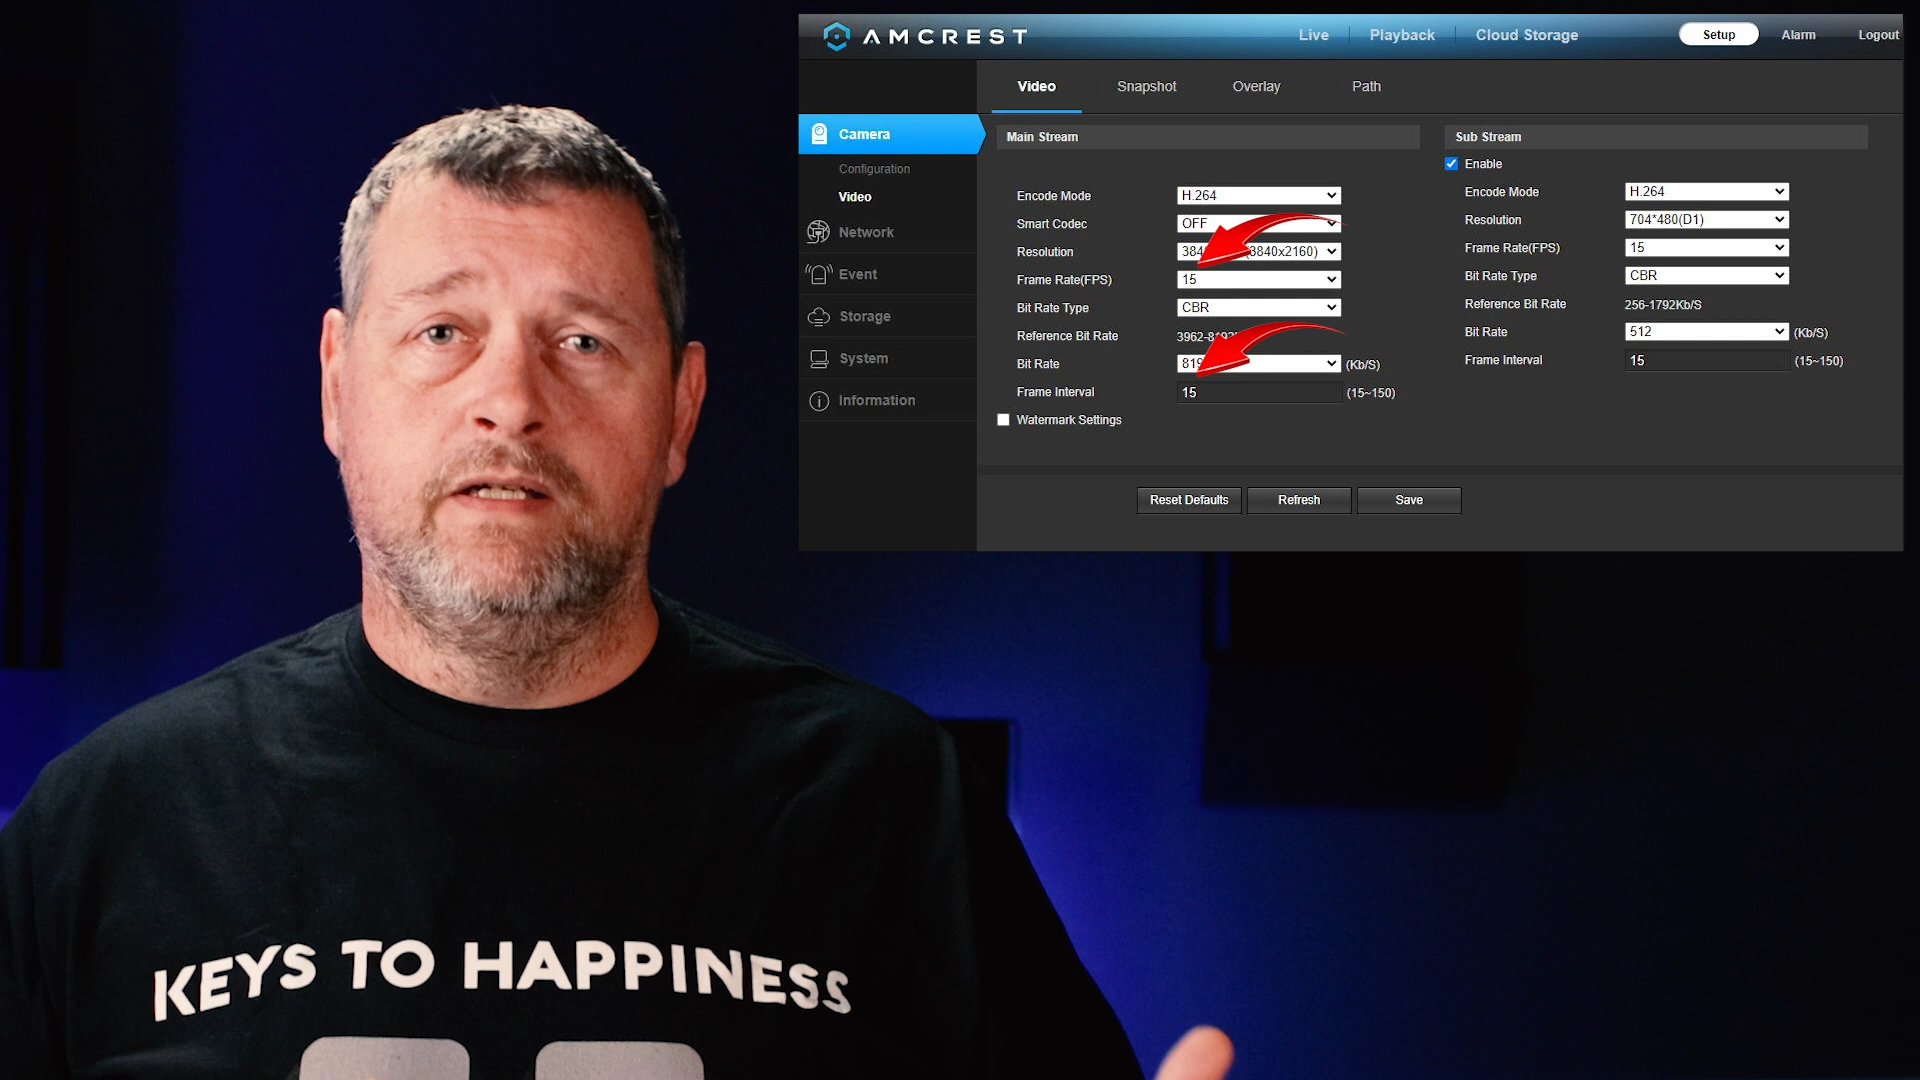 AMCREST
Live
Playback
Cloud Storage
Setup
Alarm
Logout
Video
Snapshot
Overlay
Path
Camera
Configuration
Video
Network
Event
Storage
System
Information
Main Stream
Encode Mode H.264
Smart Codec OFF
Resolution (3840x2160)
Frame Rate(FPS) 15
Bit Rate Type CBR
Reference Bit Rate
Bit Rate (Kb/S)
Frame Interval 15 (15~150)
Watermark Settings
Sub Stream
Enable
Encode Mode H.264
Resolution 704*480(D1)
Frame Rate(FPS) 15
Bit Rate Type CBR
Reference Bit Rate 256-1792Kb/S
Bit Rate 512 (Kb/S)
Frame Interval 15 (15~150)
Reset Defaults
Refresh
Save
KEYS TO HAPPINESS